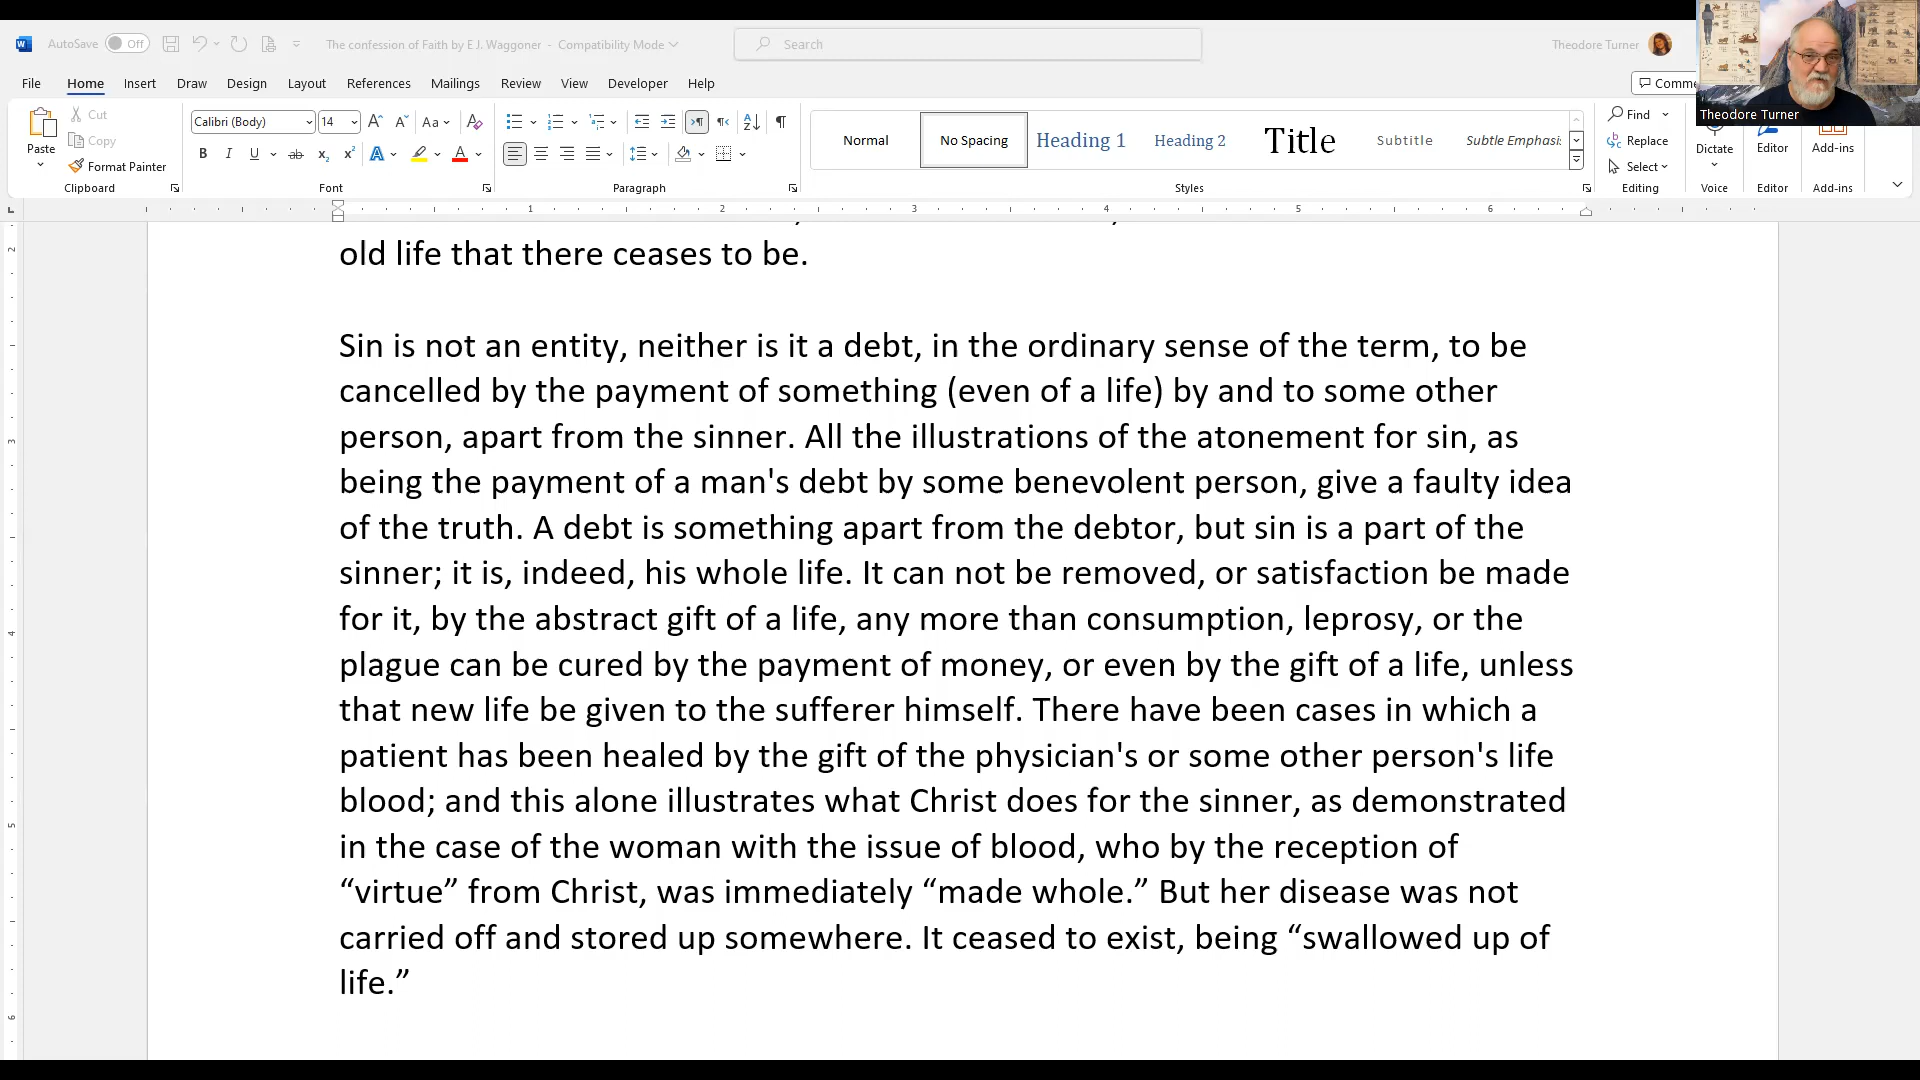 AutoSave Off The confession of Faith by E.J. Waggoner - Compatibility Mode Search Theodore Turner
File Home Insert Draw Design Layout References Mailings Review View Developer Help
Theodore Turner
Cut
Copy
Format Painter
Paste
Calibri (Body) 14
Normal No Spacing Heading 1 Heading 2 Title Subtitle
Find
Replace
Select
Dictate Editor Add-ins
Clipboard Font Paragraph Styles Editing Voice Editor Add-ins
1 2 3 4 5 6
old life that there ceases to be.
Sin is not an entity, neither is it a debt, in the ordinary sense of the term, to be
cancelled by the payment of something (even of a life) by and to some other
person, apart from the sinner. All the illustrations of the atonement for sin, as
being the payment of a man's debt by some benevolent person, give a faulty idea
of the truth. A debt is something apart from the debtor, but sin is a part of the
sinner; it is, indeed, his whole life. It can not be removed, or satisfaction be made
for it, by the abstract gift of a life, any more than consumption, leprosy, or the
plague can be cured by the payment of money, or even by the gift of a life, unless
that new life be given to the sufferer himself. There have been cases in which a
patient has been healed by the gift of the physician's or some other person's life
blood; and this alone illustrates what Christ does for the sinner, as demonstrated
in the case of the woman with the issue of blood, who by the reception of
“virtue” from Christ, was immediately “made whole.” But her disease was not
carried off and stored up somewhere. It ceased to exist, being “swallowed up of
life.”